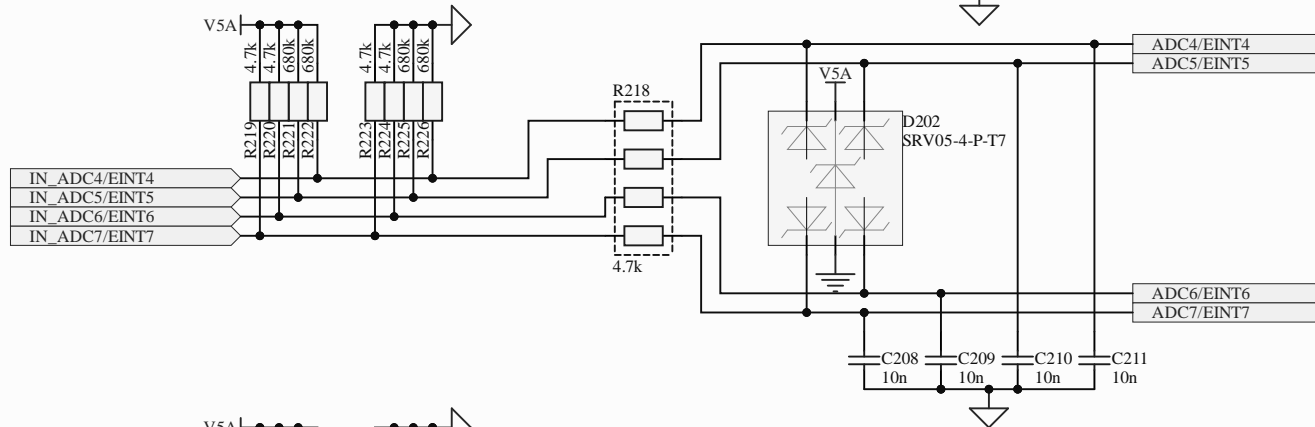 V5A
4.7k
4.7k
680k
680k
4.7k
4.7k
680k
680k
R219
R220
R221
R222
R223
R224
R225
R226
IN_ADC4/EINT4
IN_ADC5/EINT5
IN_ADC6/EINT6
IN_ADC7/EINT7
R218
4.7k
V5A
D202
SRV05-4-P-T7
ADC4/EINT4
ADC5/EINT5
ADC6/EINT6
ADC7/EINT7
C208
10n
C209
10n
C210
10n
C211
10n
V5A